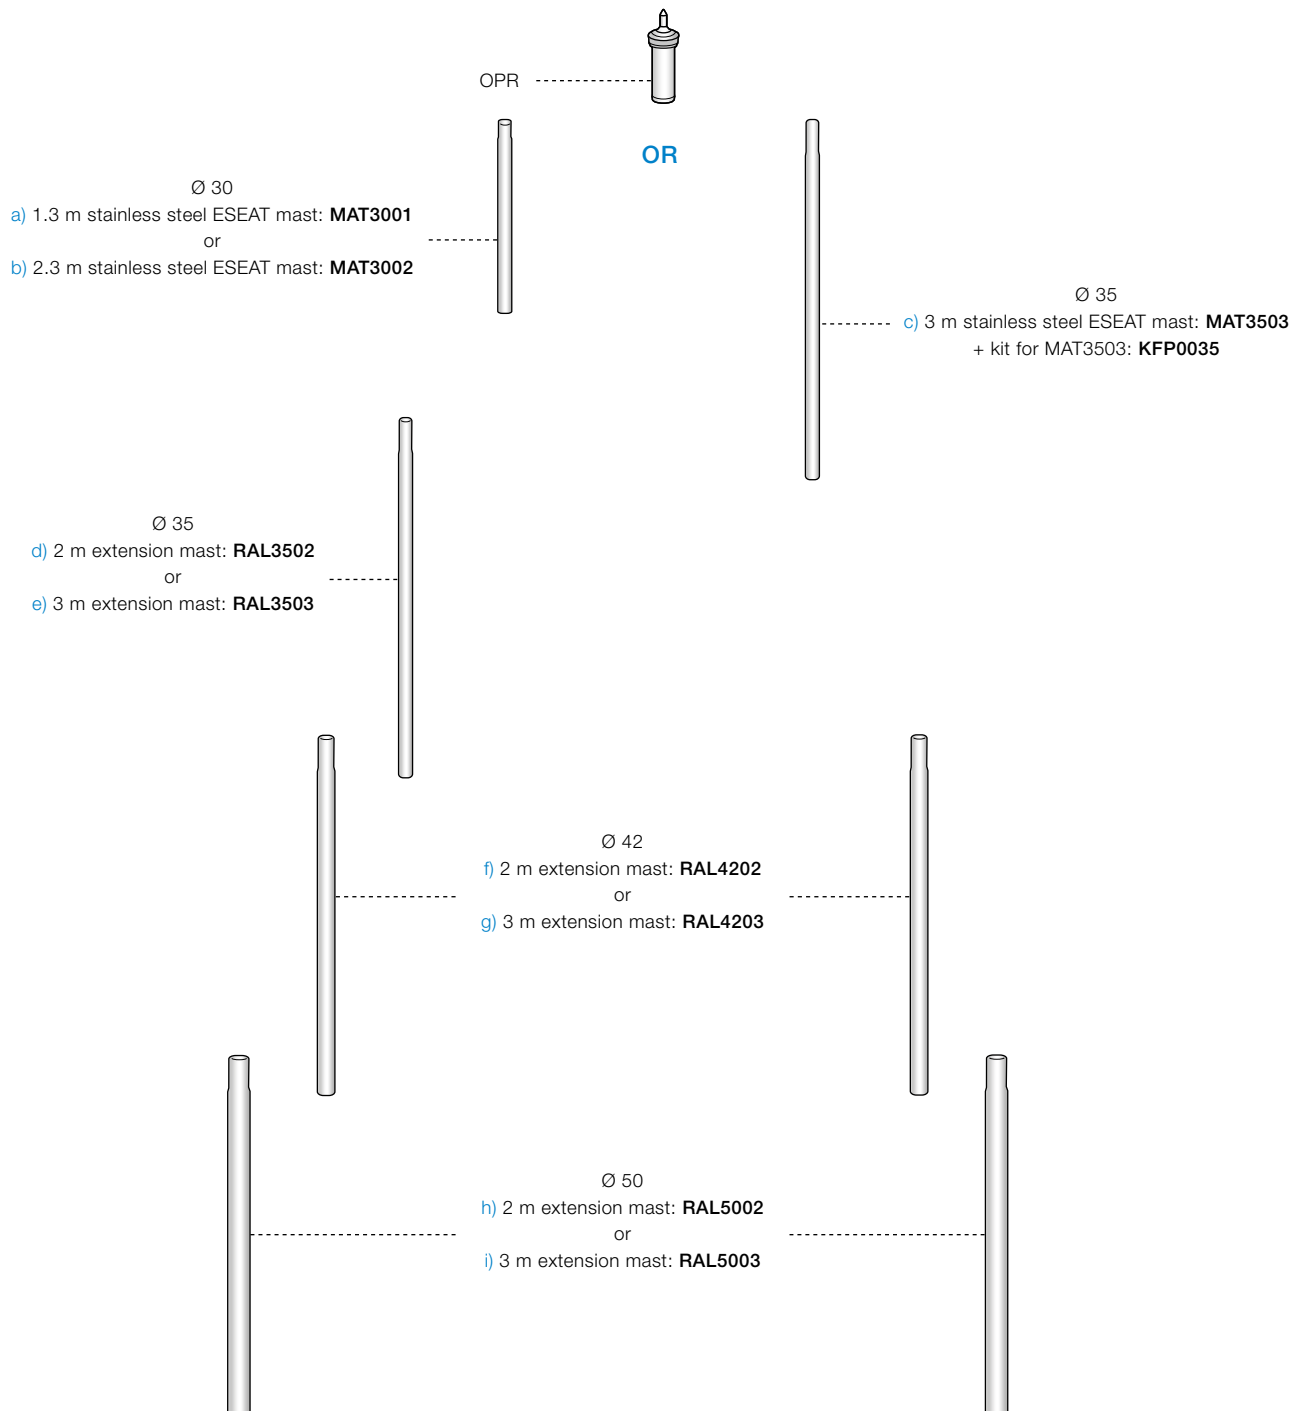 OPR
OR
Ø 30
a) 1.3 m stainless steel ESEAT mast: MAT3001
or
b) 2.3 m stainless steel ESEAT mast: MAT3002
Ø 35
c) 3 m stainless steel ESEAT mast: MAT3503
+ kit for MAT3503: KFP0035
Ø 35
d) 2 m extension mast: RAL3502
or
e) 3 m extension mast: RAL3503
Ø 42
f) 2 m extension mast: RAL4202
or
g) 3 m extension mast: RAL4203
Ø 50
h) 2 m extension mast: RAL5002
or
i) 3 m extension mast: RAL5003